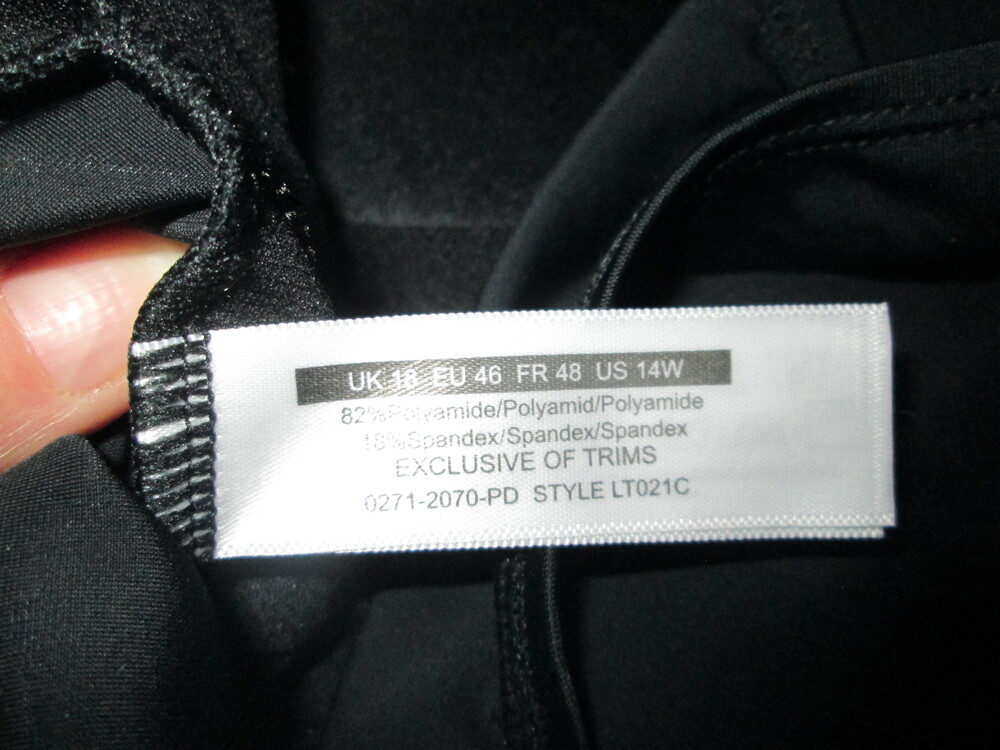 UK 18 EU 46 FR 48 US 14W
82%Polyamide/Polyamid/Polyamide
18%Spandex/Spandex/Spandex
EXCLUSIVE OF TRIMS
0271-2070-PD STYLE LT021C